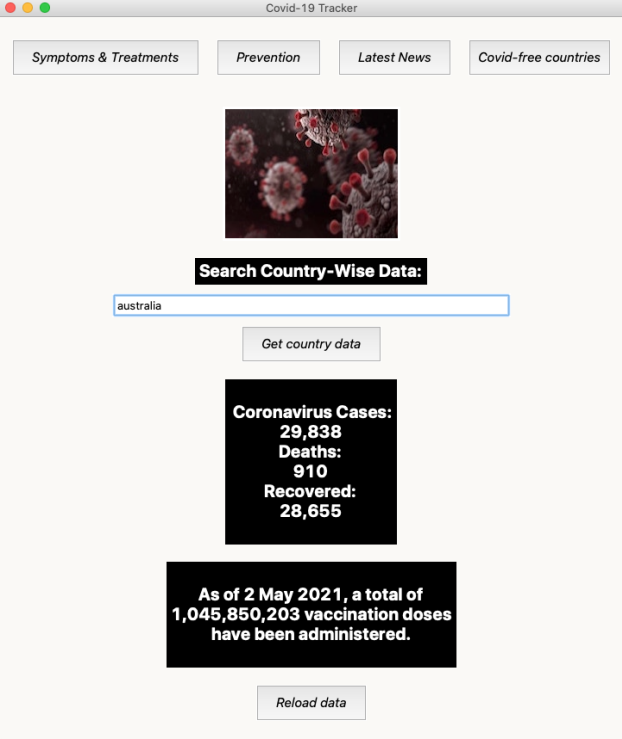 Covid-19 Tracker
Symptoms & Treatments
Prevention
Latest News
Covid-free countries
Search Country-Wise Data:
australia
Get country data
Coronavirus Cases:
29,838
Deaths:
910
Recovered:
28,655
As of 2 May 2021, a total of
1,045,850,203 vaccination doses
have been administered.
Reload data